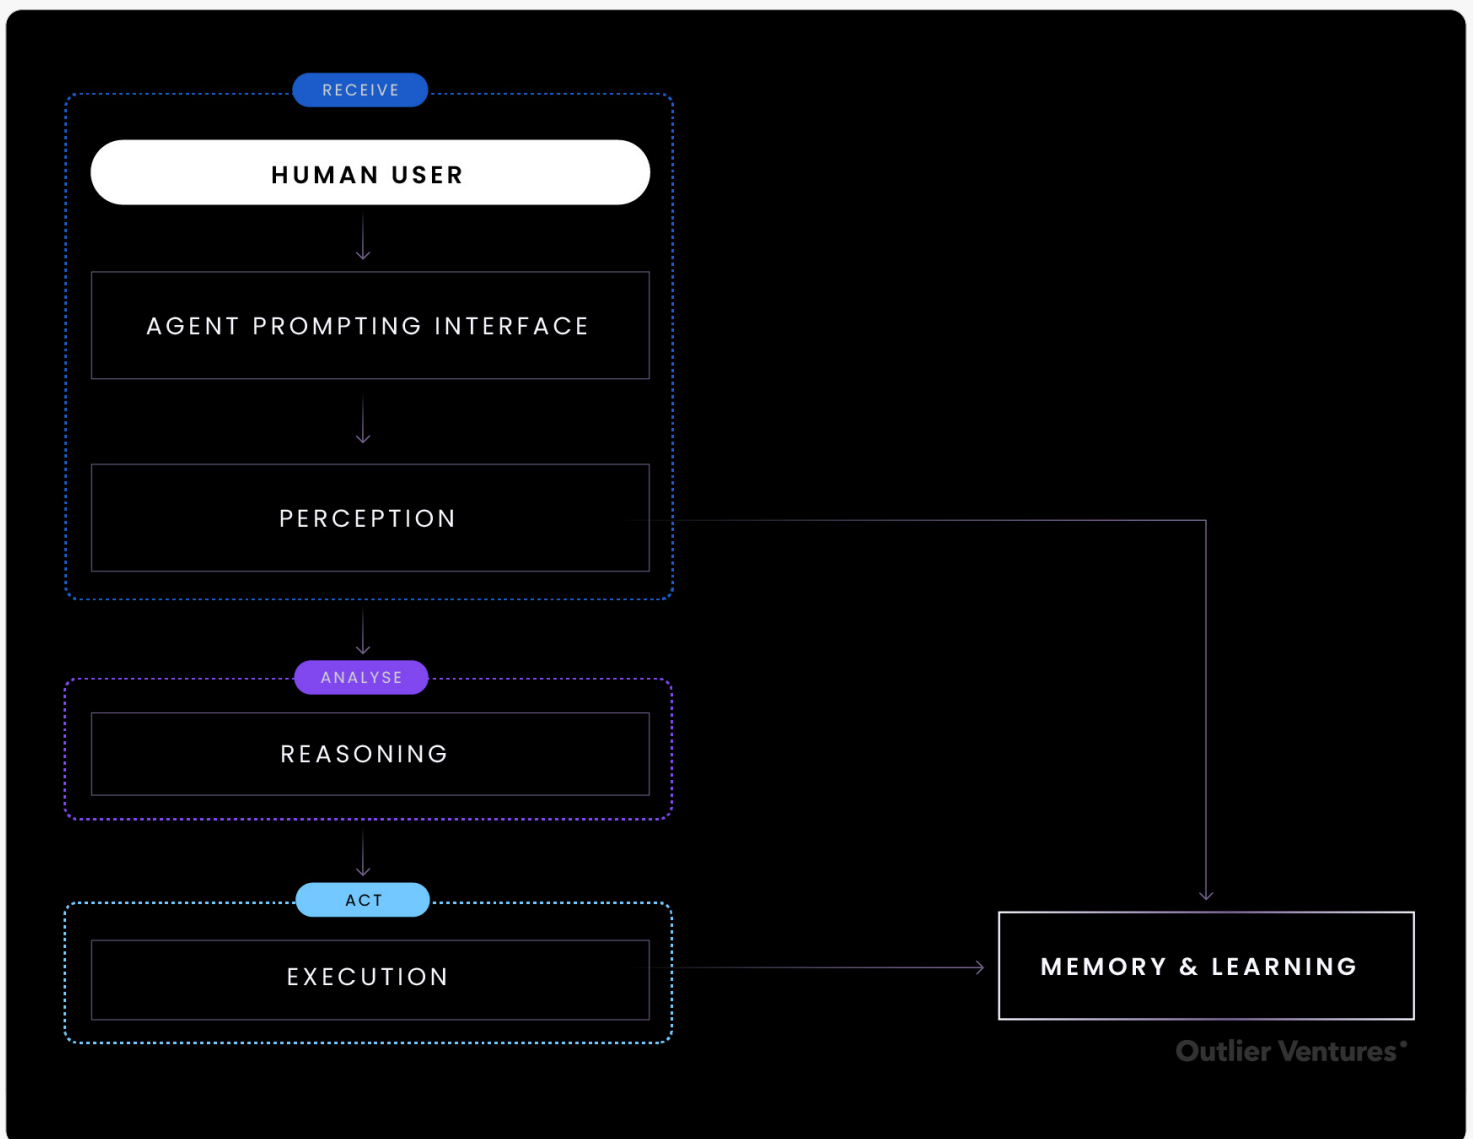 RECEIVE
HUMAN USER
AGENT PROMPTING INTERFACE
PERCEPTION
ANALYSE
REASONING
ACT
EXECUTION
MEMORY & LEARNING
Outlier Ventures